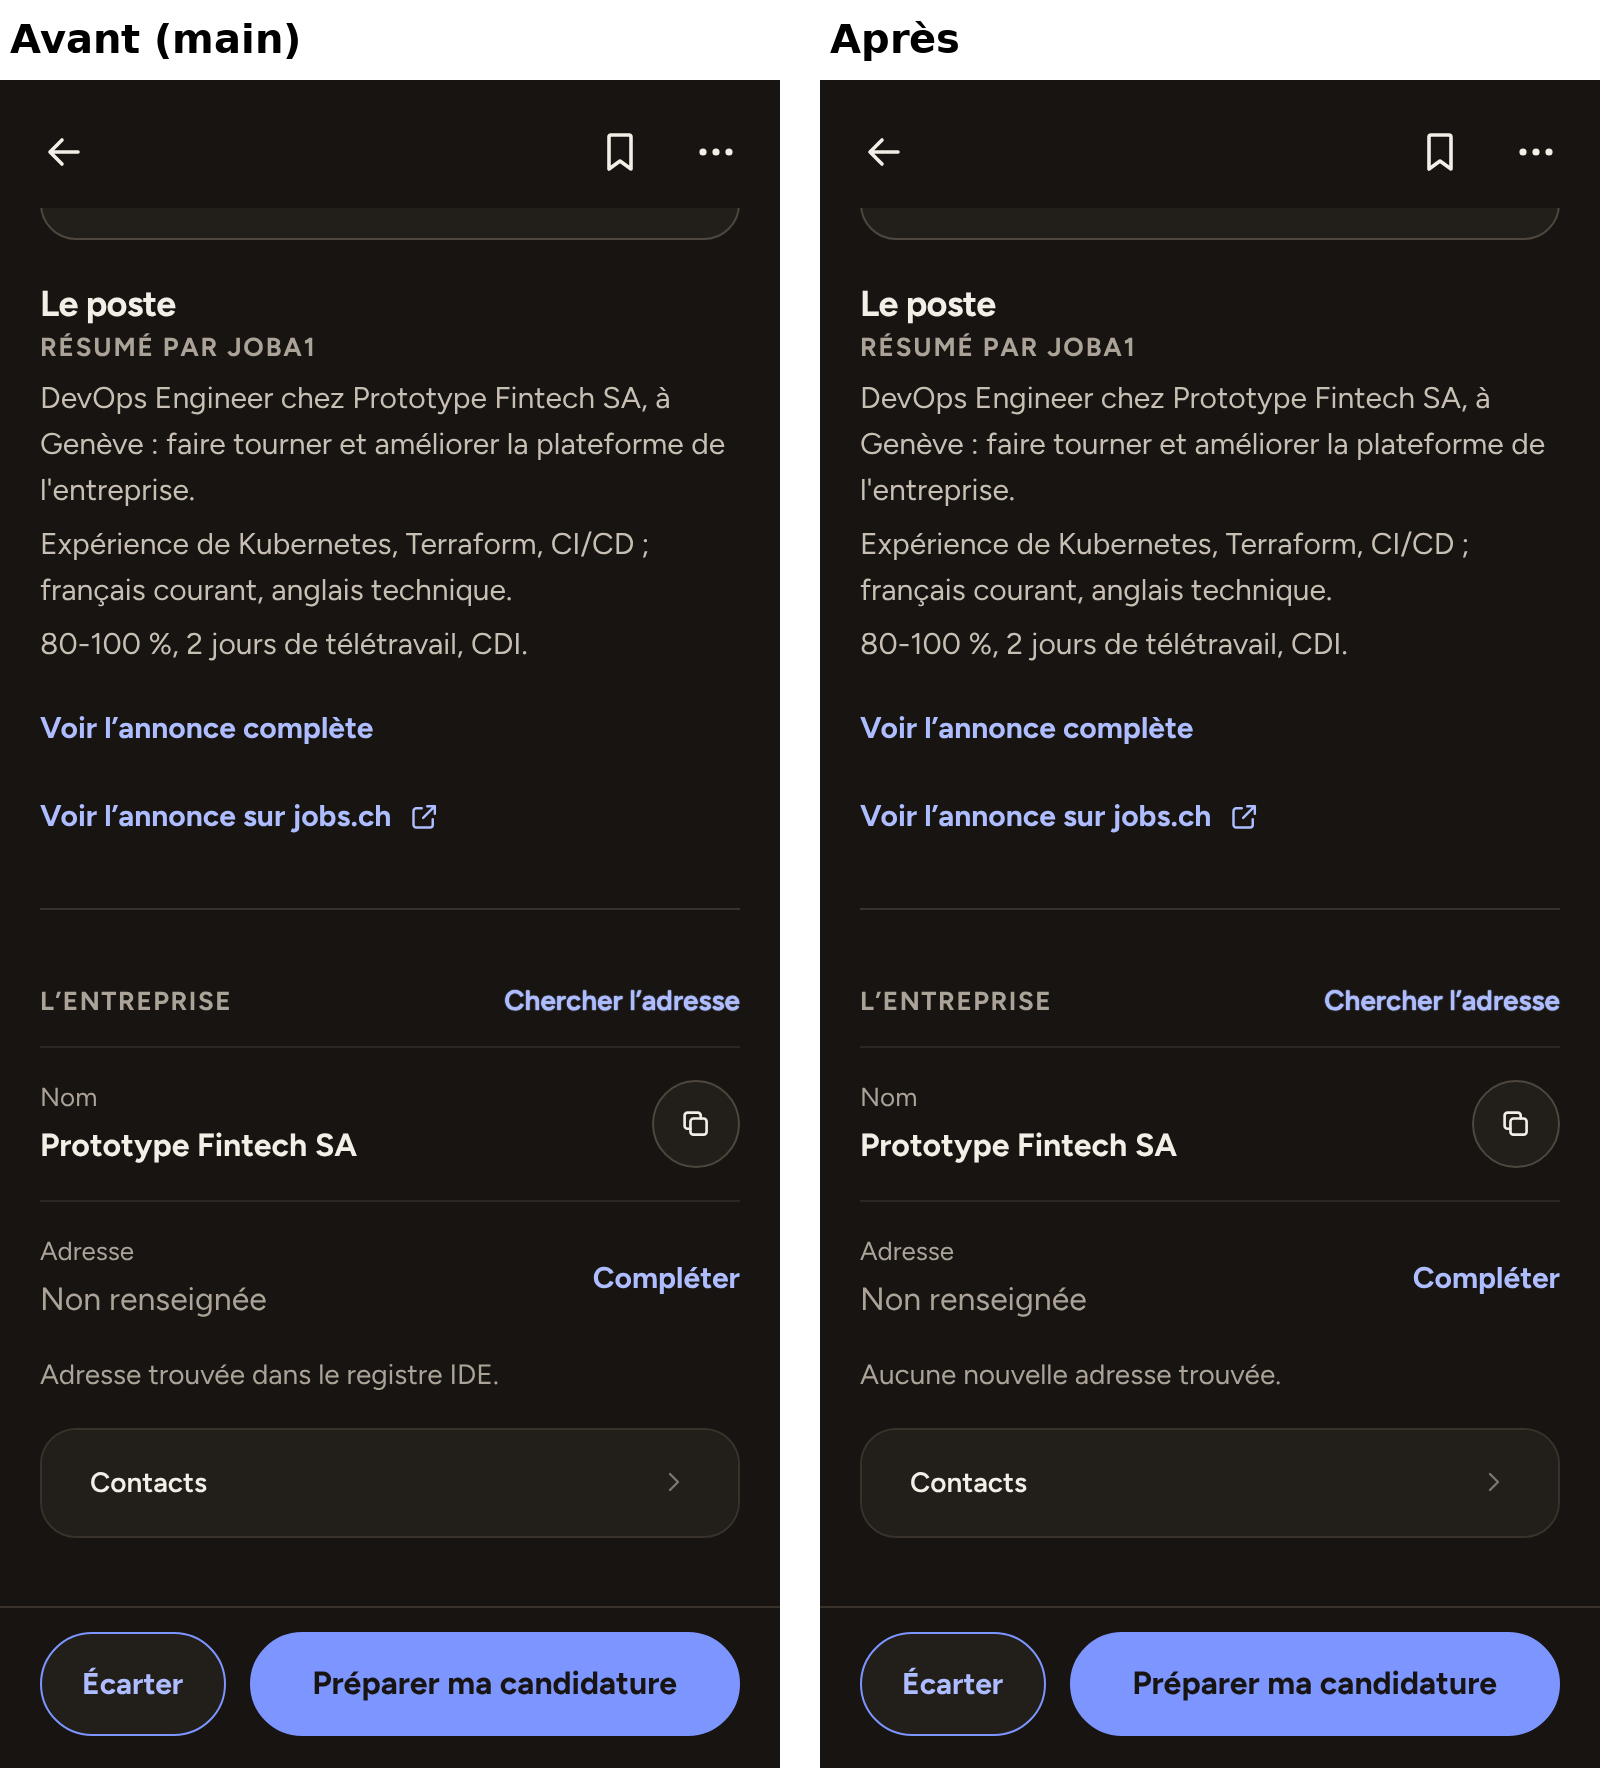 Avant (main)
Le poste
RÉSUMÉ PAR JOBA1
DevOps Engineer chez Prototype Fintech SA, à
Genève : faire tourner et améliorer la plateforme de
l'entreprise.
Expérience de Kubernetes, Terraform, CI/CD ;
français courant, anglais technique.
80-100 %, 2 jours de télétravail, CDI.
Voir l’annonce complète
Voir l’annonce sur jobs.ch
L’ENTREPRISE
Chercher l’adresse
Nom
Prototype Fintech SA
Adresse
Non renseignée
Compléter
Adresse trouvée dans le registre IDE.
Contacts
Écarter
Préparer ma candidature
Après
Le poste
RÉSUMÉ PAR JOBA1
DevOps Engineer chez Prototype Fintech SA, à
Genève : faire tourner et améliorer la plateforme de
l'entreprise.
Expérience de Kubernetes, Terraform, CI/CD ;
français courant, anglais technique.
80-100 %, 2 jours de télétravail, CDI.
Voir l’annonce complète
Voir l’annonce sur jobs.ch
L’ENTREPRISE
Chercher l’adresse
Nom
Prototype Fintech SA
Adresse
Non renseignée
Compléter
Aucune nouvelle adresse trouvée.
Contacts
Écarter
Préparer ma candidature